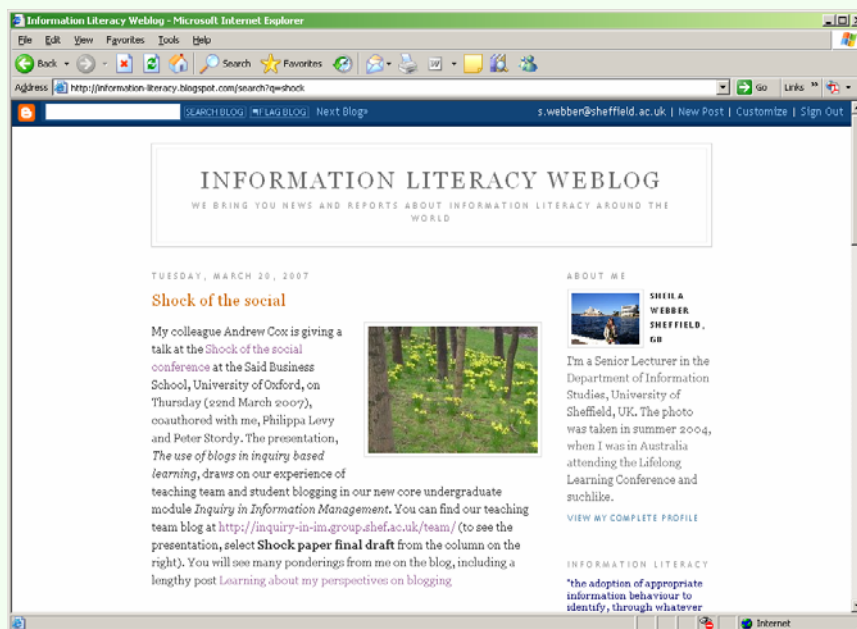 Information Literacy Weblog - Microsoft Internet Explorer
File Edit View Favorites Tools Help
Back Search Favorites
Address http://information-literacy.blogspot.com/search?q=shock Go Links »
SEARCH BLOG FLAG BLOG Next Blog» s.webber@sheffield.ac.uk | New Post | Customize | Sign Out
INFORMATION LITERACY WEBLOG
WE BRING YOU NEWS AND REPORTS ABOUT INFORMATION LITERACY AROUND THE
WORLD
TUESDAY, MARCH 20, 2007
Shock of the social
My colleague Andrew Cox is giving a
talk at the Shock of the social
conference at the Said Business
School, University of Oxford, on
Thursday (22nd March 2007),
coauthored with me, Philippa Levy
and Peter Stordy. The presentation,
The use of blogs in inquiry based
learning, draws on our experience of
teaching team and student blogging in our new core undergraduate
module Inquiry in Information Management. You can find our teaching
team blog at http://inquiry-in-im.group.shef.ac.uk/team/ (to see the
presentation, select Shock paper final draft from the column on the
right). You will see many ponderings from me on the blog, including a
lengthy post Learning about my perspectives on blogging
ABOUT ME
SHEILA
WEBBER
SHEFFIELD,
GB
I'm a Senior Lecturer in the
Department of Information
Studies, University of
Sheffield, UK. The photo
was taken in summer 2004,
when I was in Australia
attending the Lifelong
Learning Conference and
suchlike.
VIEW MY COMPLETE PROFILE
INFORMATION LITERACY
"the adoption of appropriate
information behaviour to
identify, through whatever
Internet